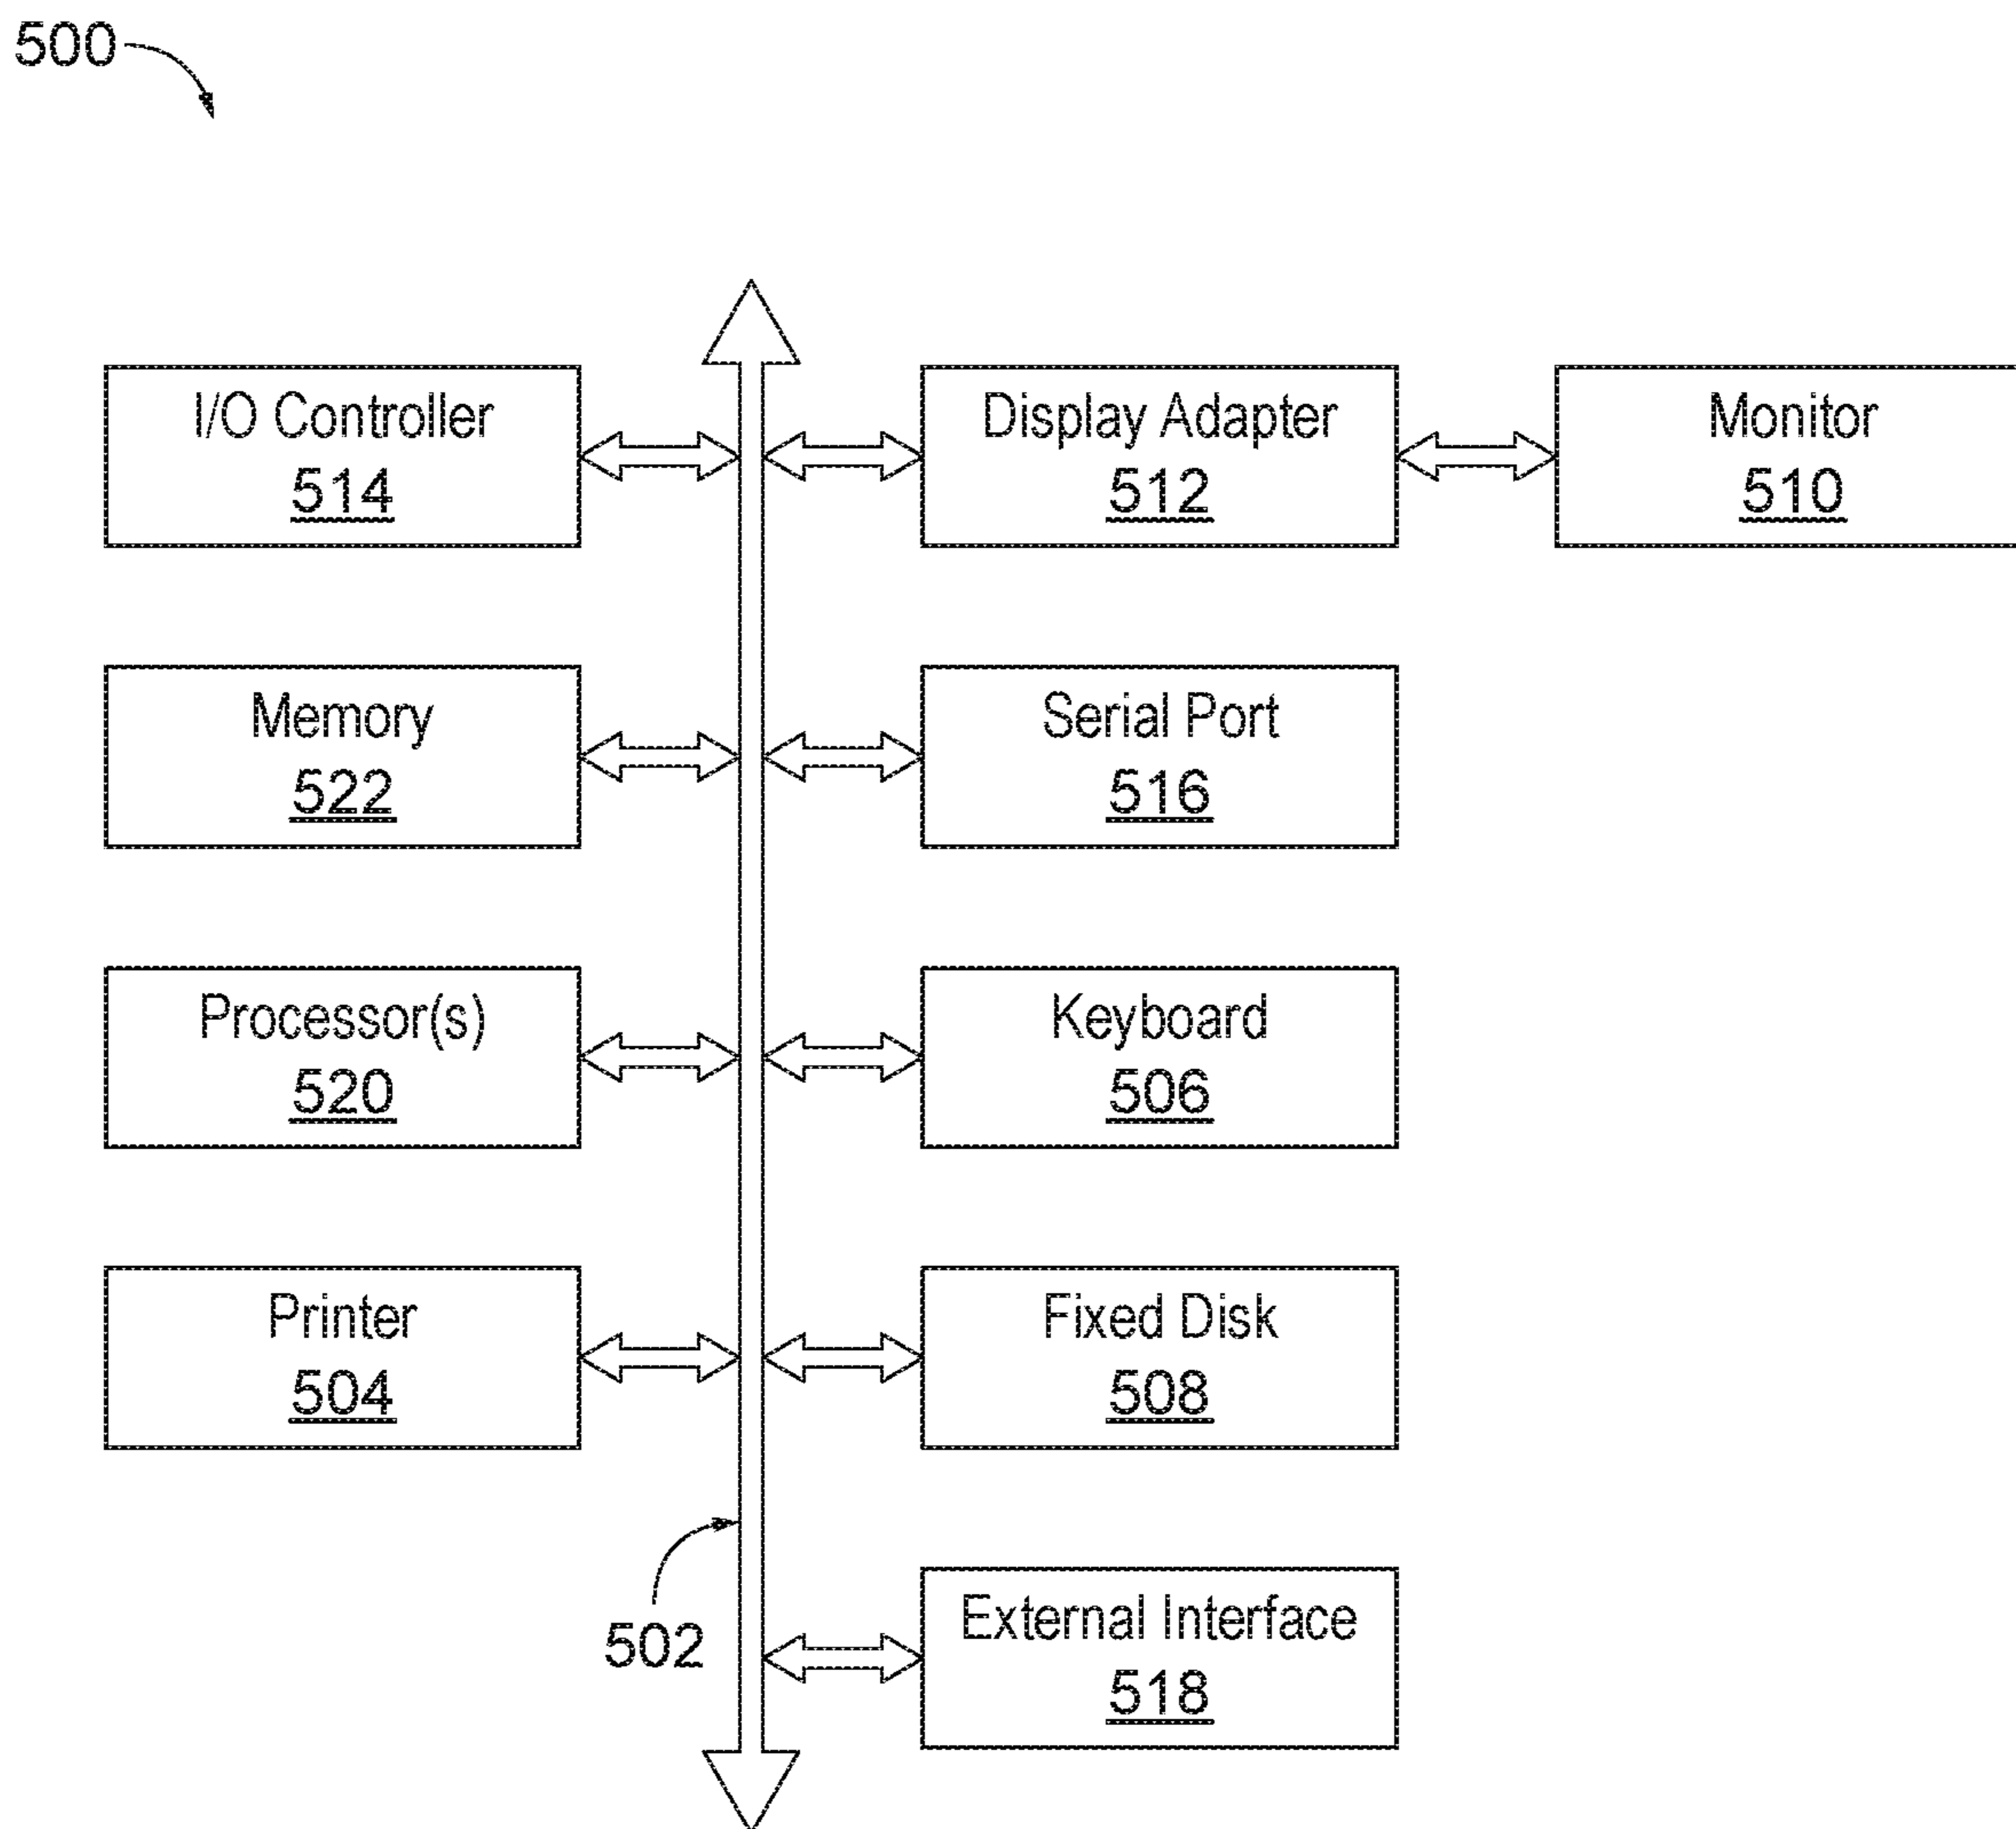 500
I/O Controller
514
Display Adapter
512
Monitor
510
Memory
522
Serial Port
516
Processor(s)
520
Keyboard
506
Printer
504
Fixed Disk
508
502
External Interface
518